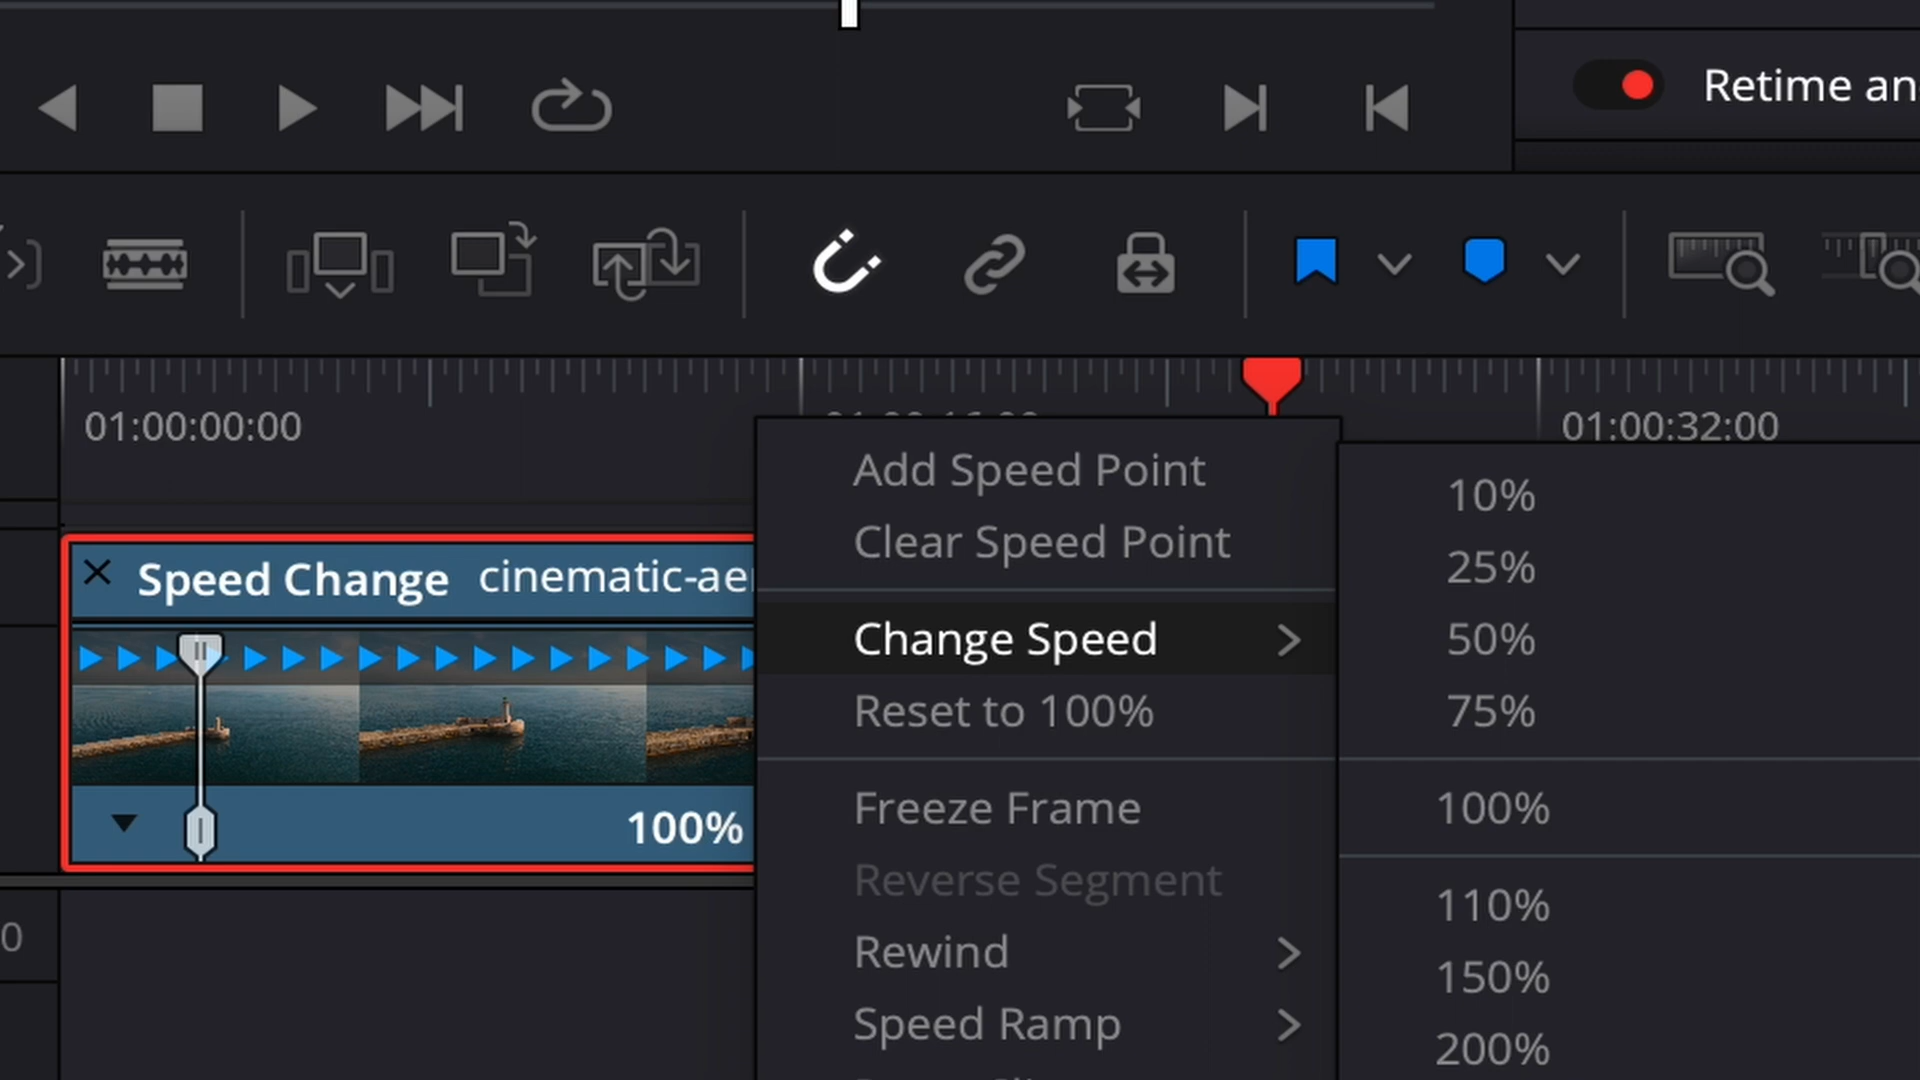 Retime an
01:00:00:00
01:00:32:00
Add Speed Point
10%
Clear Speed Point
25%
Speed Change cinematic-ae
Change Speed
50%
Reset to 100%
75%
100%
Freeze Frame
100%
Reverse Segment
110%
0
Rewind
150%
Speed Ramp
200%